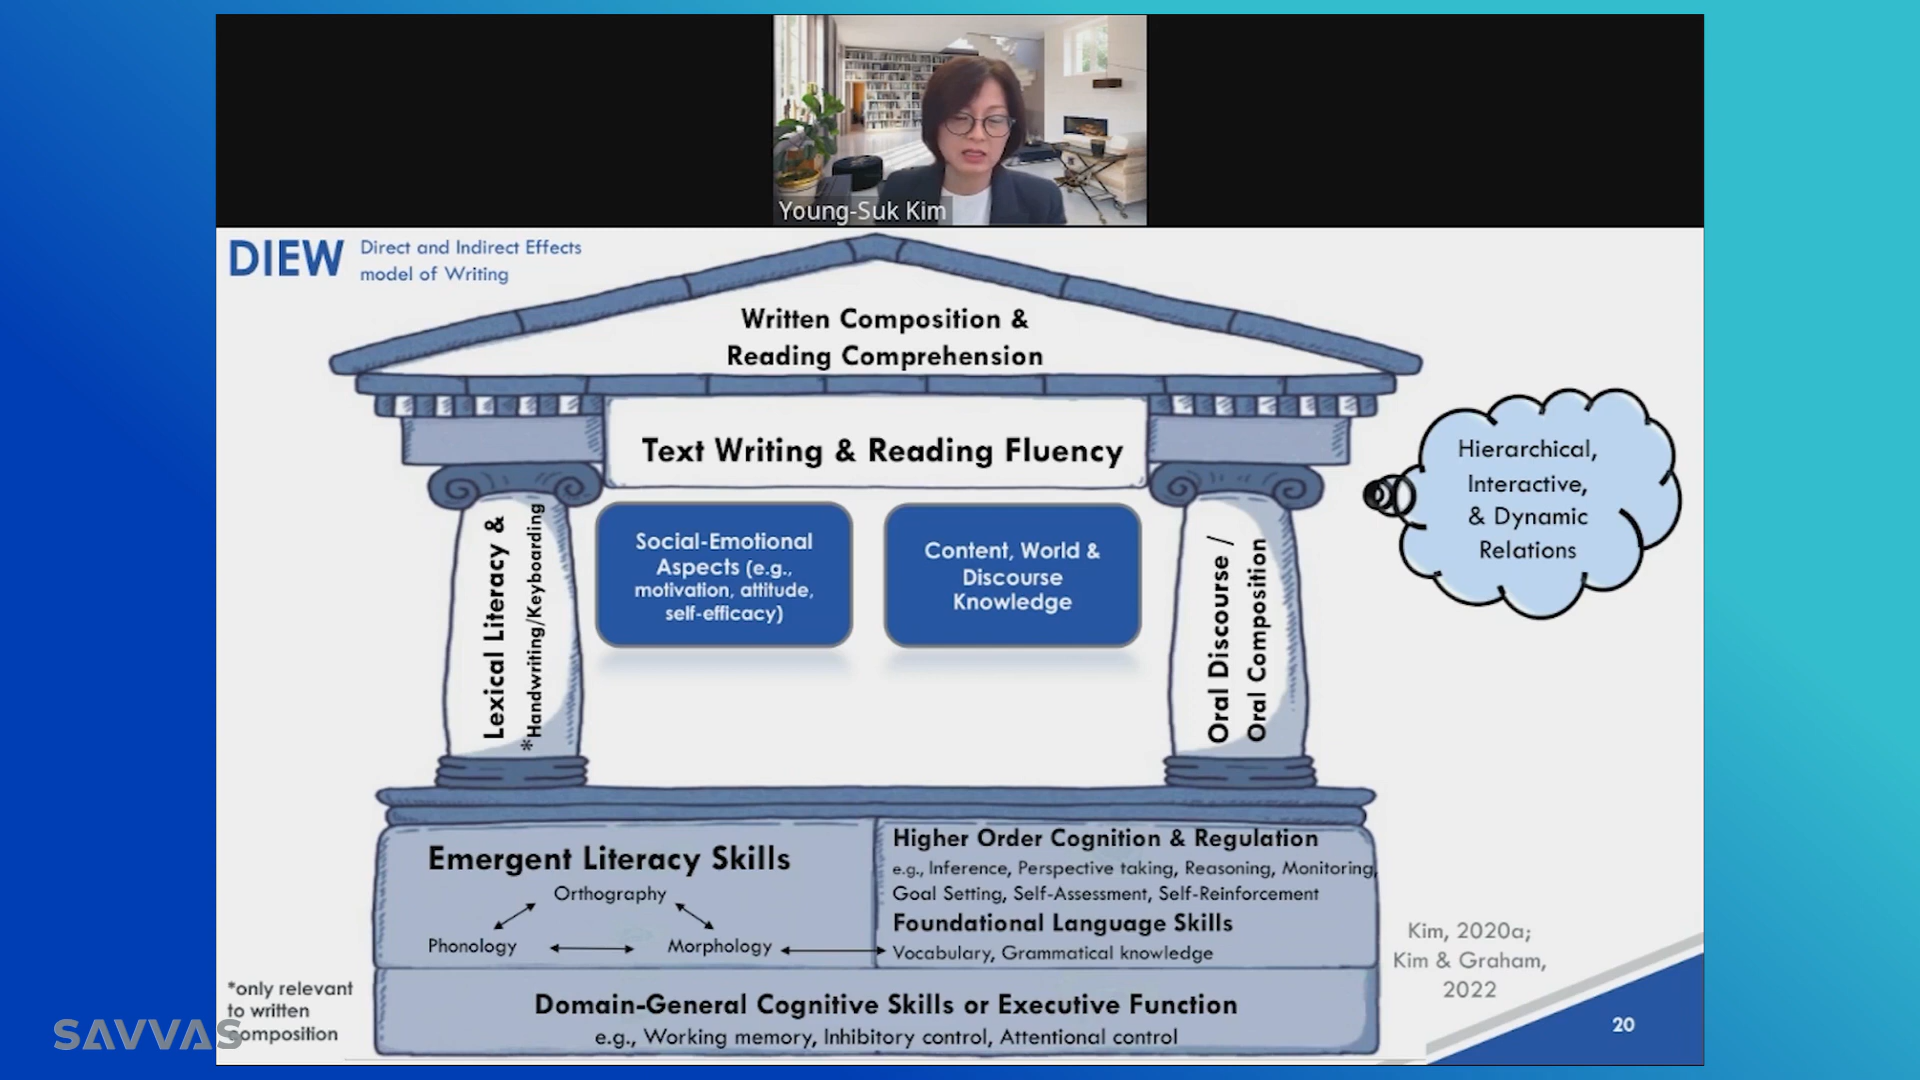 Young-Suk Kim
DIEW
Direct and Indirect Effects
model of Writing
Written Composition &
Reading Comprehension
Text Writing & Reading Fluency
Lexical Literacy &
*Handwriting/Keyboarding
Social-Emotional
Aspects (e.g.,
motivation, attitude,
self-efficacy)
Content, World &
Discourse
Knowledge
Oral Discourse /
Oral Composition
Hierarchical,
Interactive,
& Dynamic
Relations
Emergent Literacy Skills
Orthography
Phonology
Morphology
Higher Order Cognition & Regulation
e.g., Inference, Perspective taking, Reasoning, Monitoring,
Goal Setting, Self-Assessment, Self-Reinforcement
Foundational Language Skills
Vocabulary, Grammatical knowledge
Domain-General Cognitive Skills or Executive Function
e.g., Working memory, Inhibitory control, Attentional control
Kim, 2020a;
Kim & Graham,
2022
*only relevant
to written
composition
SAVVAS
20